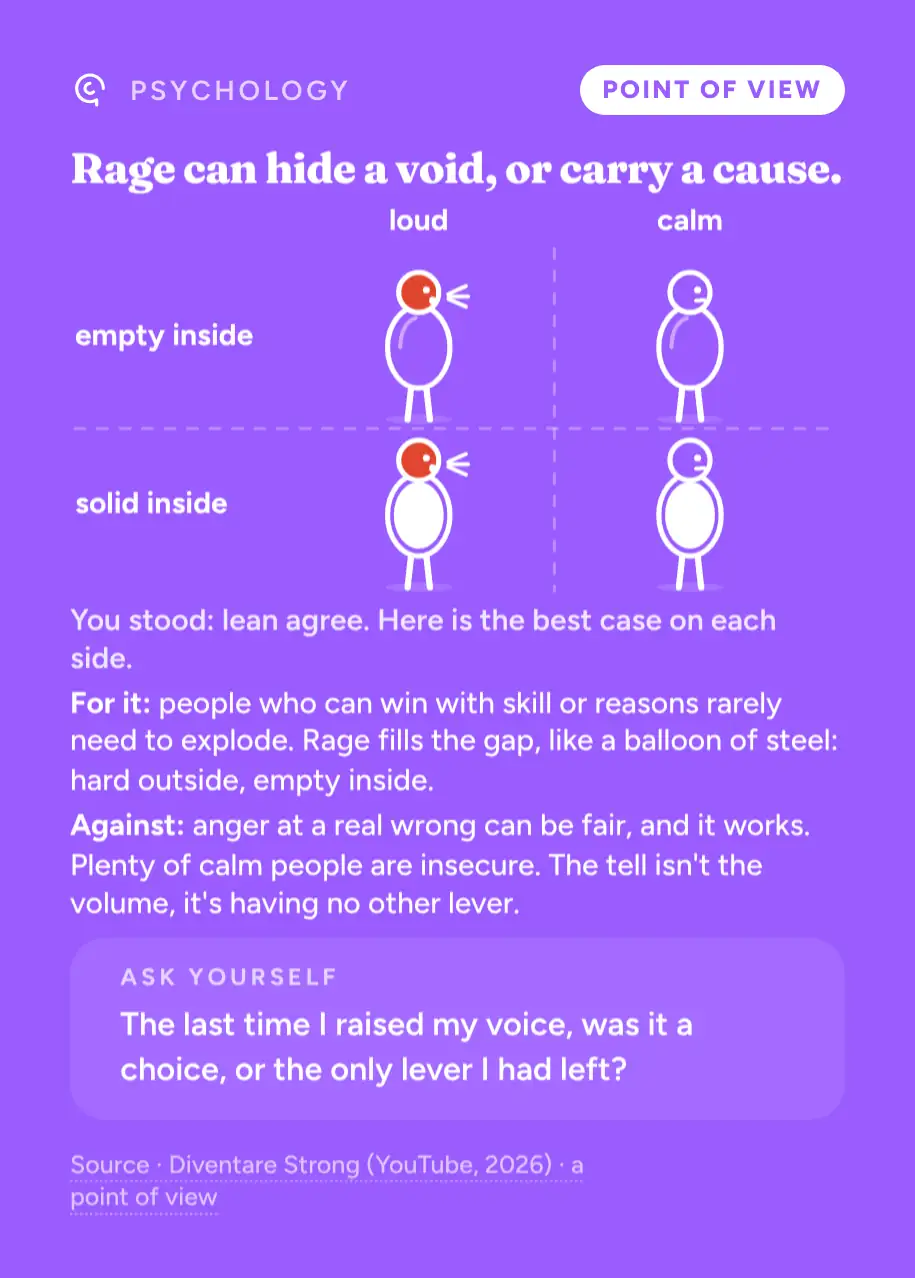 PSYCHOLOGY
POINT OF VIEW
Rage can hide a void, or carry a cause.
loud
calm
empty inside
solid inside
You stood: lean agree. Here is the best case on each
side.
For it: people who can win with skill or reasons rarely
need to explode. Rage fills the gap, like a balloon of steel:
hard outside, empty inside.
Against: anger at a real wrong can be fair, and it works.
Plenty of calm people are insecure. The tell isn't the
volume, it's having no other lever.
ASK YOURSELF
The last time I raised my voice, was it a
choice, or the only lever I had left?
Source · Diventare Strong (YouTube, 2026) · a
point of view